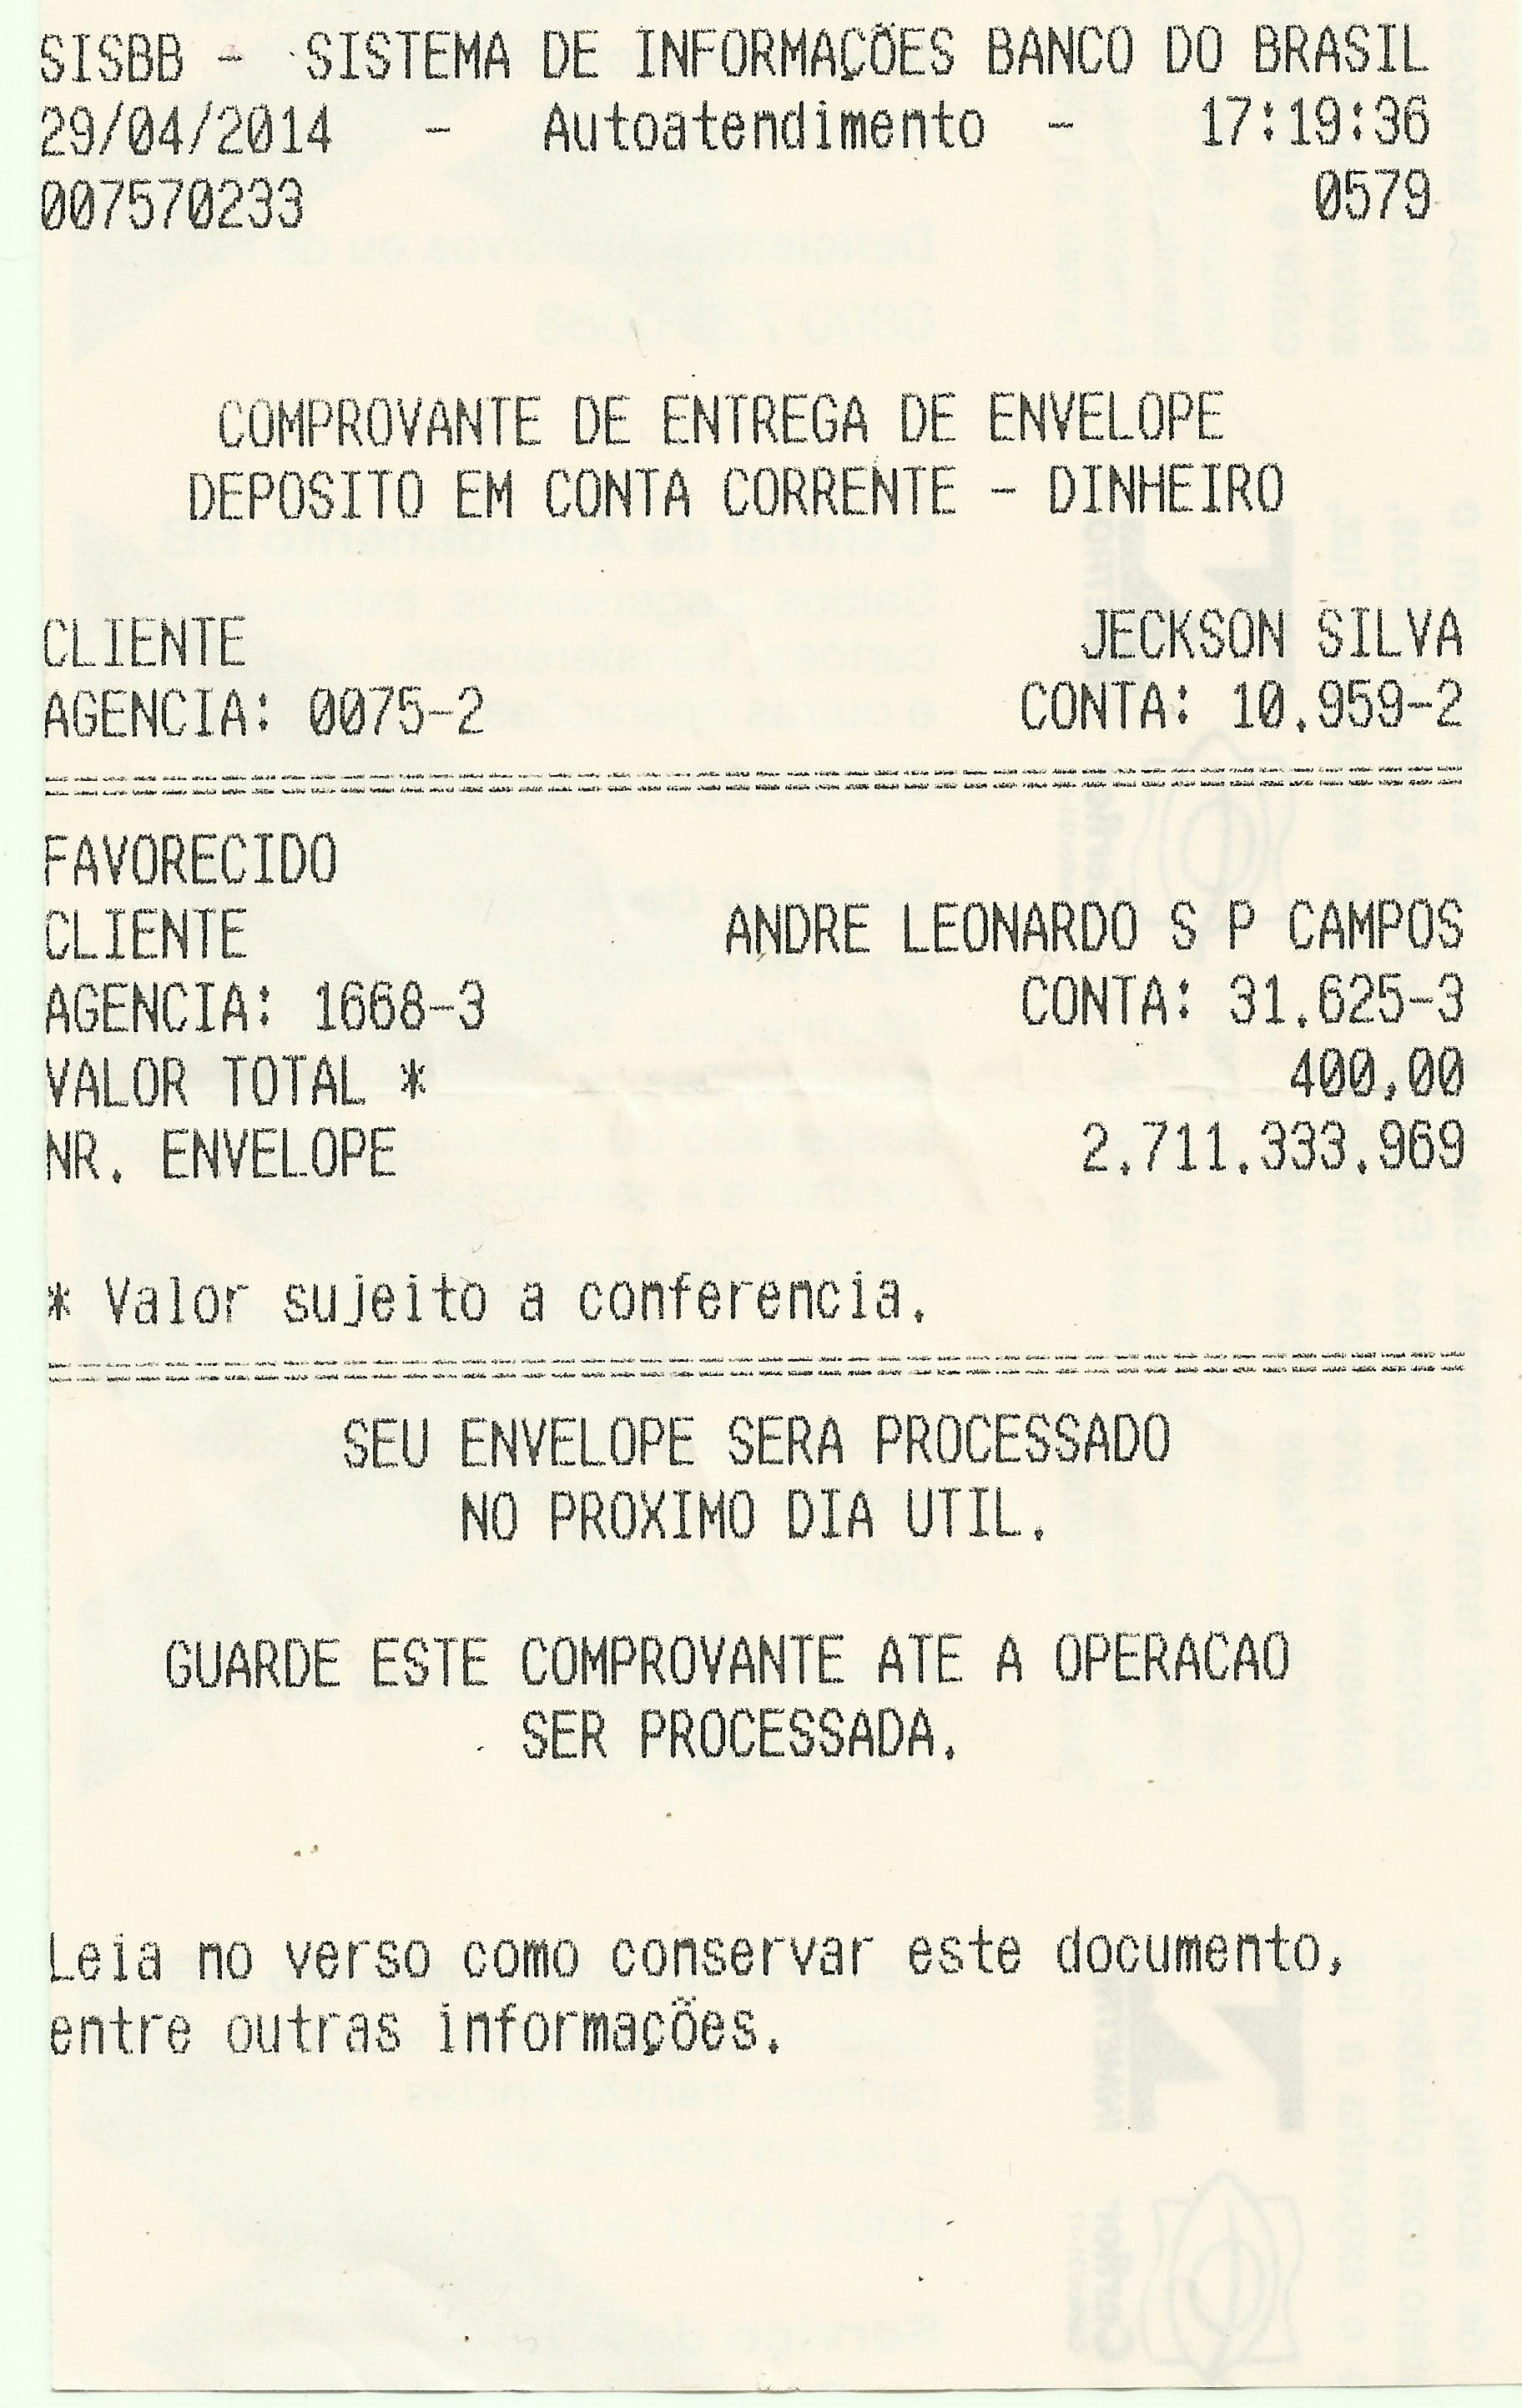 SISBB - SISTEMA DE INFORMAÇÕES BANCO DO BRASIL
29/04/2014 - Autoatendimento - 17:19:36
007570233 0579
COMPROVANTE DE ENTREGA DE ENVELOPE
DEPOSITO EM CONTA CORRENTE - DINHEIRO
CLIENTE JECKSON SILVA
AGENCIA: 0075-2 CONTA: 10.959-2
FAVORECIDO
CLIENTE ANDRE LEONARDO S P CAMPOS
AGENCIA: 1668-3 CONTA: 31.625-3
VALOR TOTAL * 400,00
NR. ENVELOPE 2.711.333.969
* Valor sujeito a conferencia.
SEU ENVELOPE SERA PROCESSADO
NO PROXIMO DIA UTIL.
GUARDE ESTE COMPROVANTE ATE A OPERACAO
SER PROCESSADA.
Leia no verso como conservar este documento,
entre outras informações.